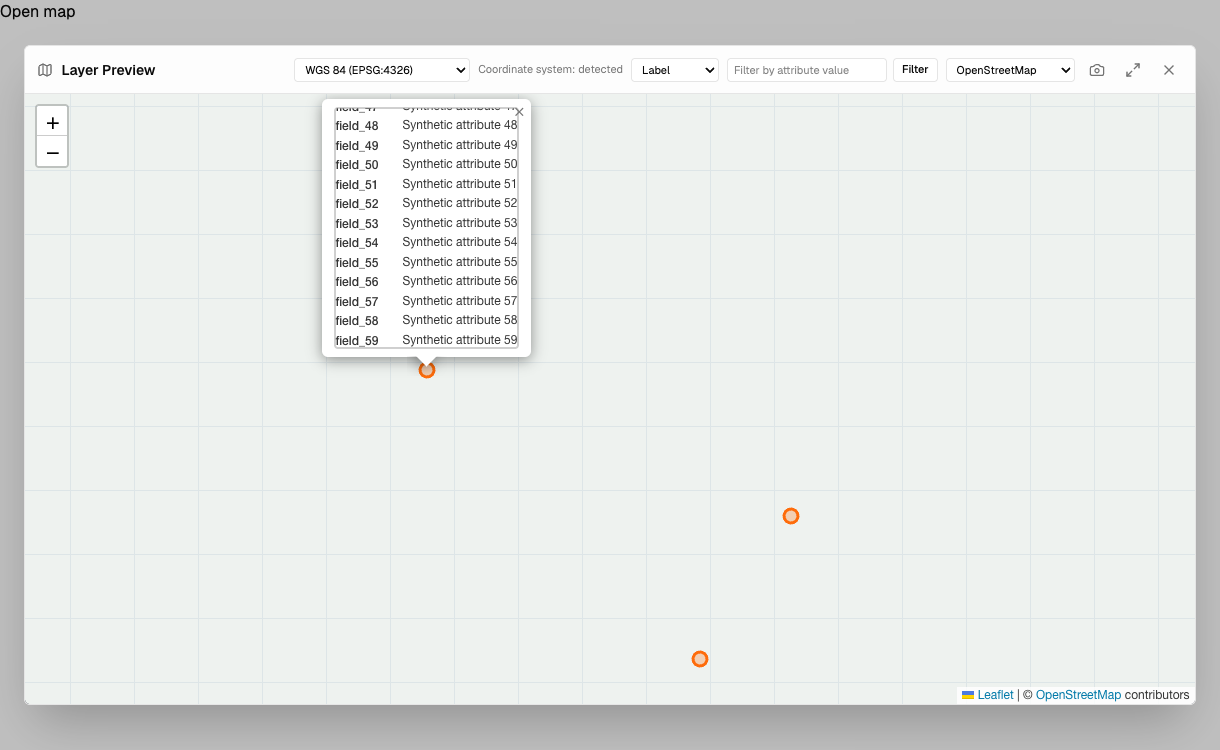 Open map
Layer Preview
WGS 84 (EPSG:4326)
Coordinate system: detected
Label
Filter by attribute value
Filter
OpenStreetMap
+
−
×
field_47
field_48 Synthetic attribute 48
field_49 Synthetic attribute 49
field_50 Synthetic attribute 50
field_51 Synthetic attribute 51
field_52 Synthetic attribute 52
field_53 Synthetic attribute 53
field_54 Synthetic attribute 54
field_55 Synthetic attribute 55
field_56 Synthetic attribute 56
field_57 Synthetic attribute 57
field_58 Synthetic attribute 58
field_59 Synthetic attribute 59
Leaflet | © OpenStreetMap contributors